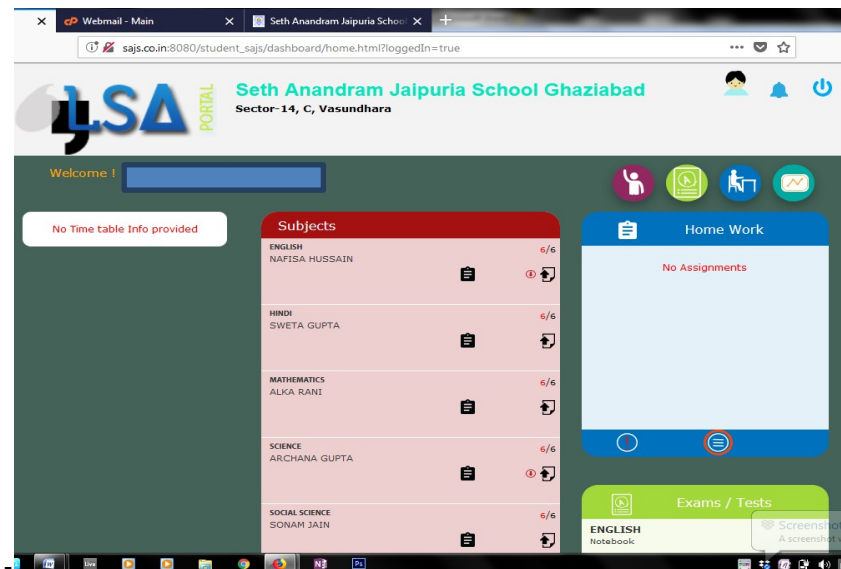 Webmail - Main
Seth Anandram Jaipuria School
sajs.co.in:8080/student_sajs/dashboard/home.html?loggedIn=true
LSA
PORTAL
Seth Anandram Jaipuria School Ghaziabad
Sector-14, C, Vasundhara
Welcome !
No Time table Info provided
Subjects
ENGLISH
6/6
NAFISA HUSSAIN
HINDI
6/6
SWETA GUPTA
MATHEMATICS
6/6
ALKA RANI
SCIENCE
6/6
ARCHANA GUPTA
SOCIAL SCIENCE
6/6
SONAM JAIN
Home Work
No Assignments
Exams / Tests
ENGLISH
Notebook
A screenshot
Live
Ps